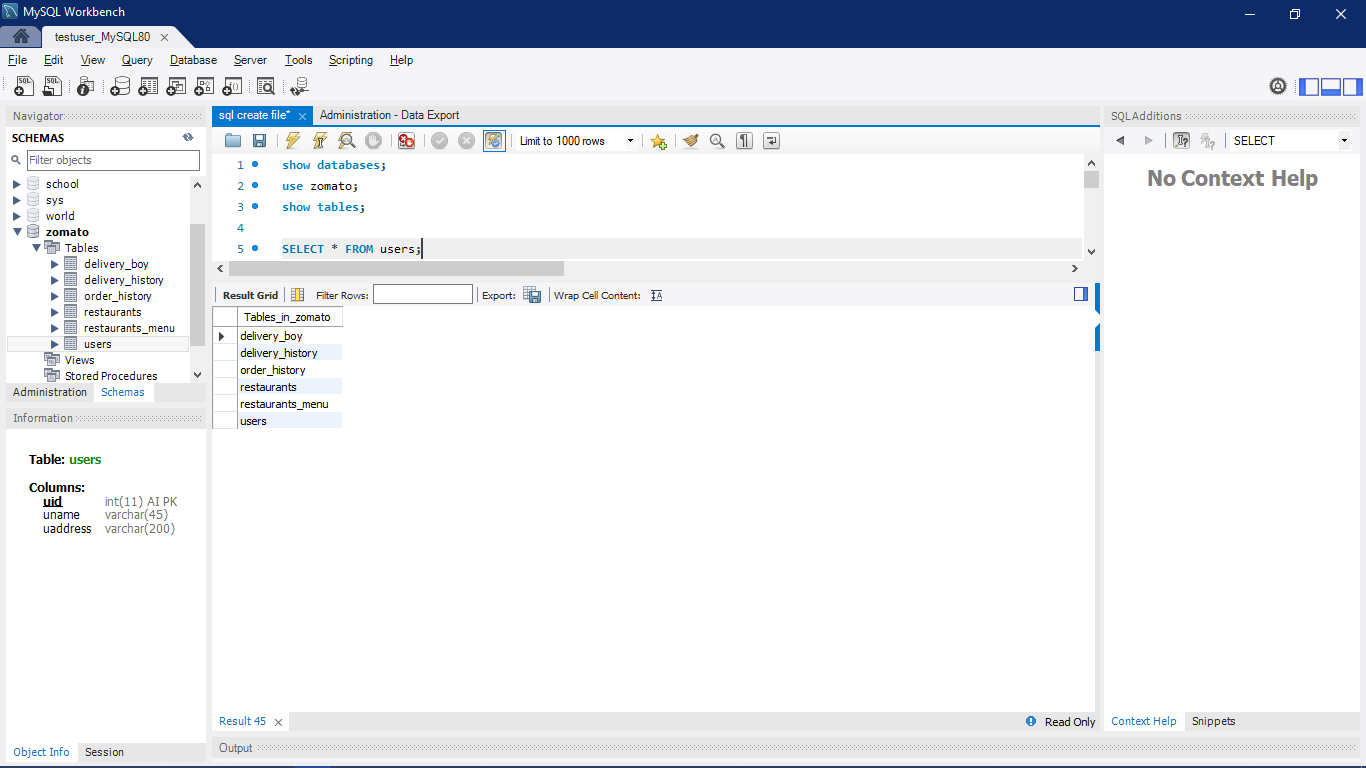 MySQL Workbench
testuser_MySQL80
File Edit View Query Database Server Tools Scripting Help
Navigator
SCHEMAS
Filter objects
school
sys
world
zomato
Tables
delivery_boy
delivery_history
order_history
restaurants
restaurants_menu
users
Views
Stored Procedures
Administration Schemas
Information
Table: users
Columns:
uid int(11) AI PK
uname varchar(45)
uaddress varchar(200)
Object Info Session
sql create file* Administration - Data Export
Limit to 1000 rows
1 show databases;
2 use zomato;
3 show tables;
4
5 SELECT * FROM users;
Result Grid Filter Rows: Export: Wrap Cell Content: IA
Tables_in_zomato
delivery_boy
delivery_history
order_history
restaurants
restaurants_menu
users
Result 45 Read Only
Output
SQLAdditions
SELECT
No Context Help
Context Help Snippets